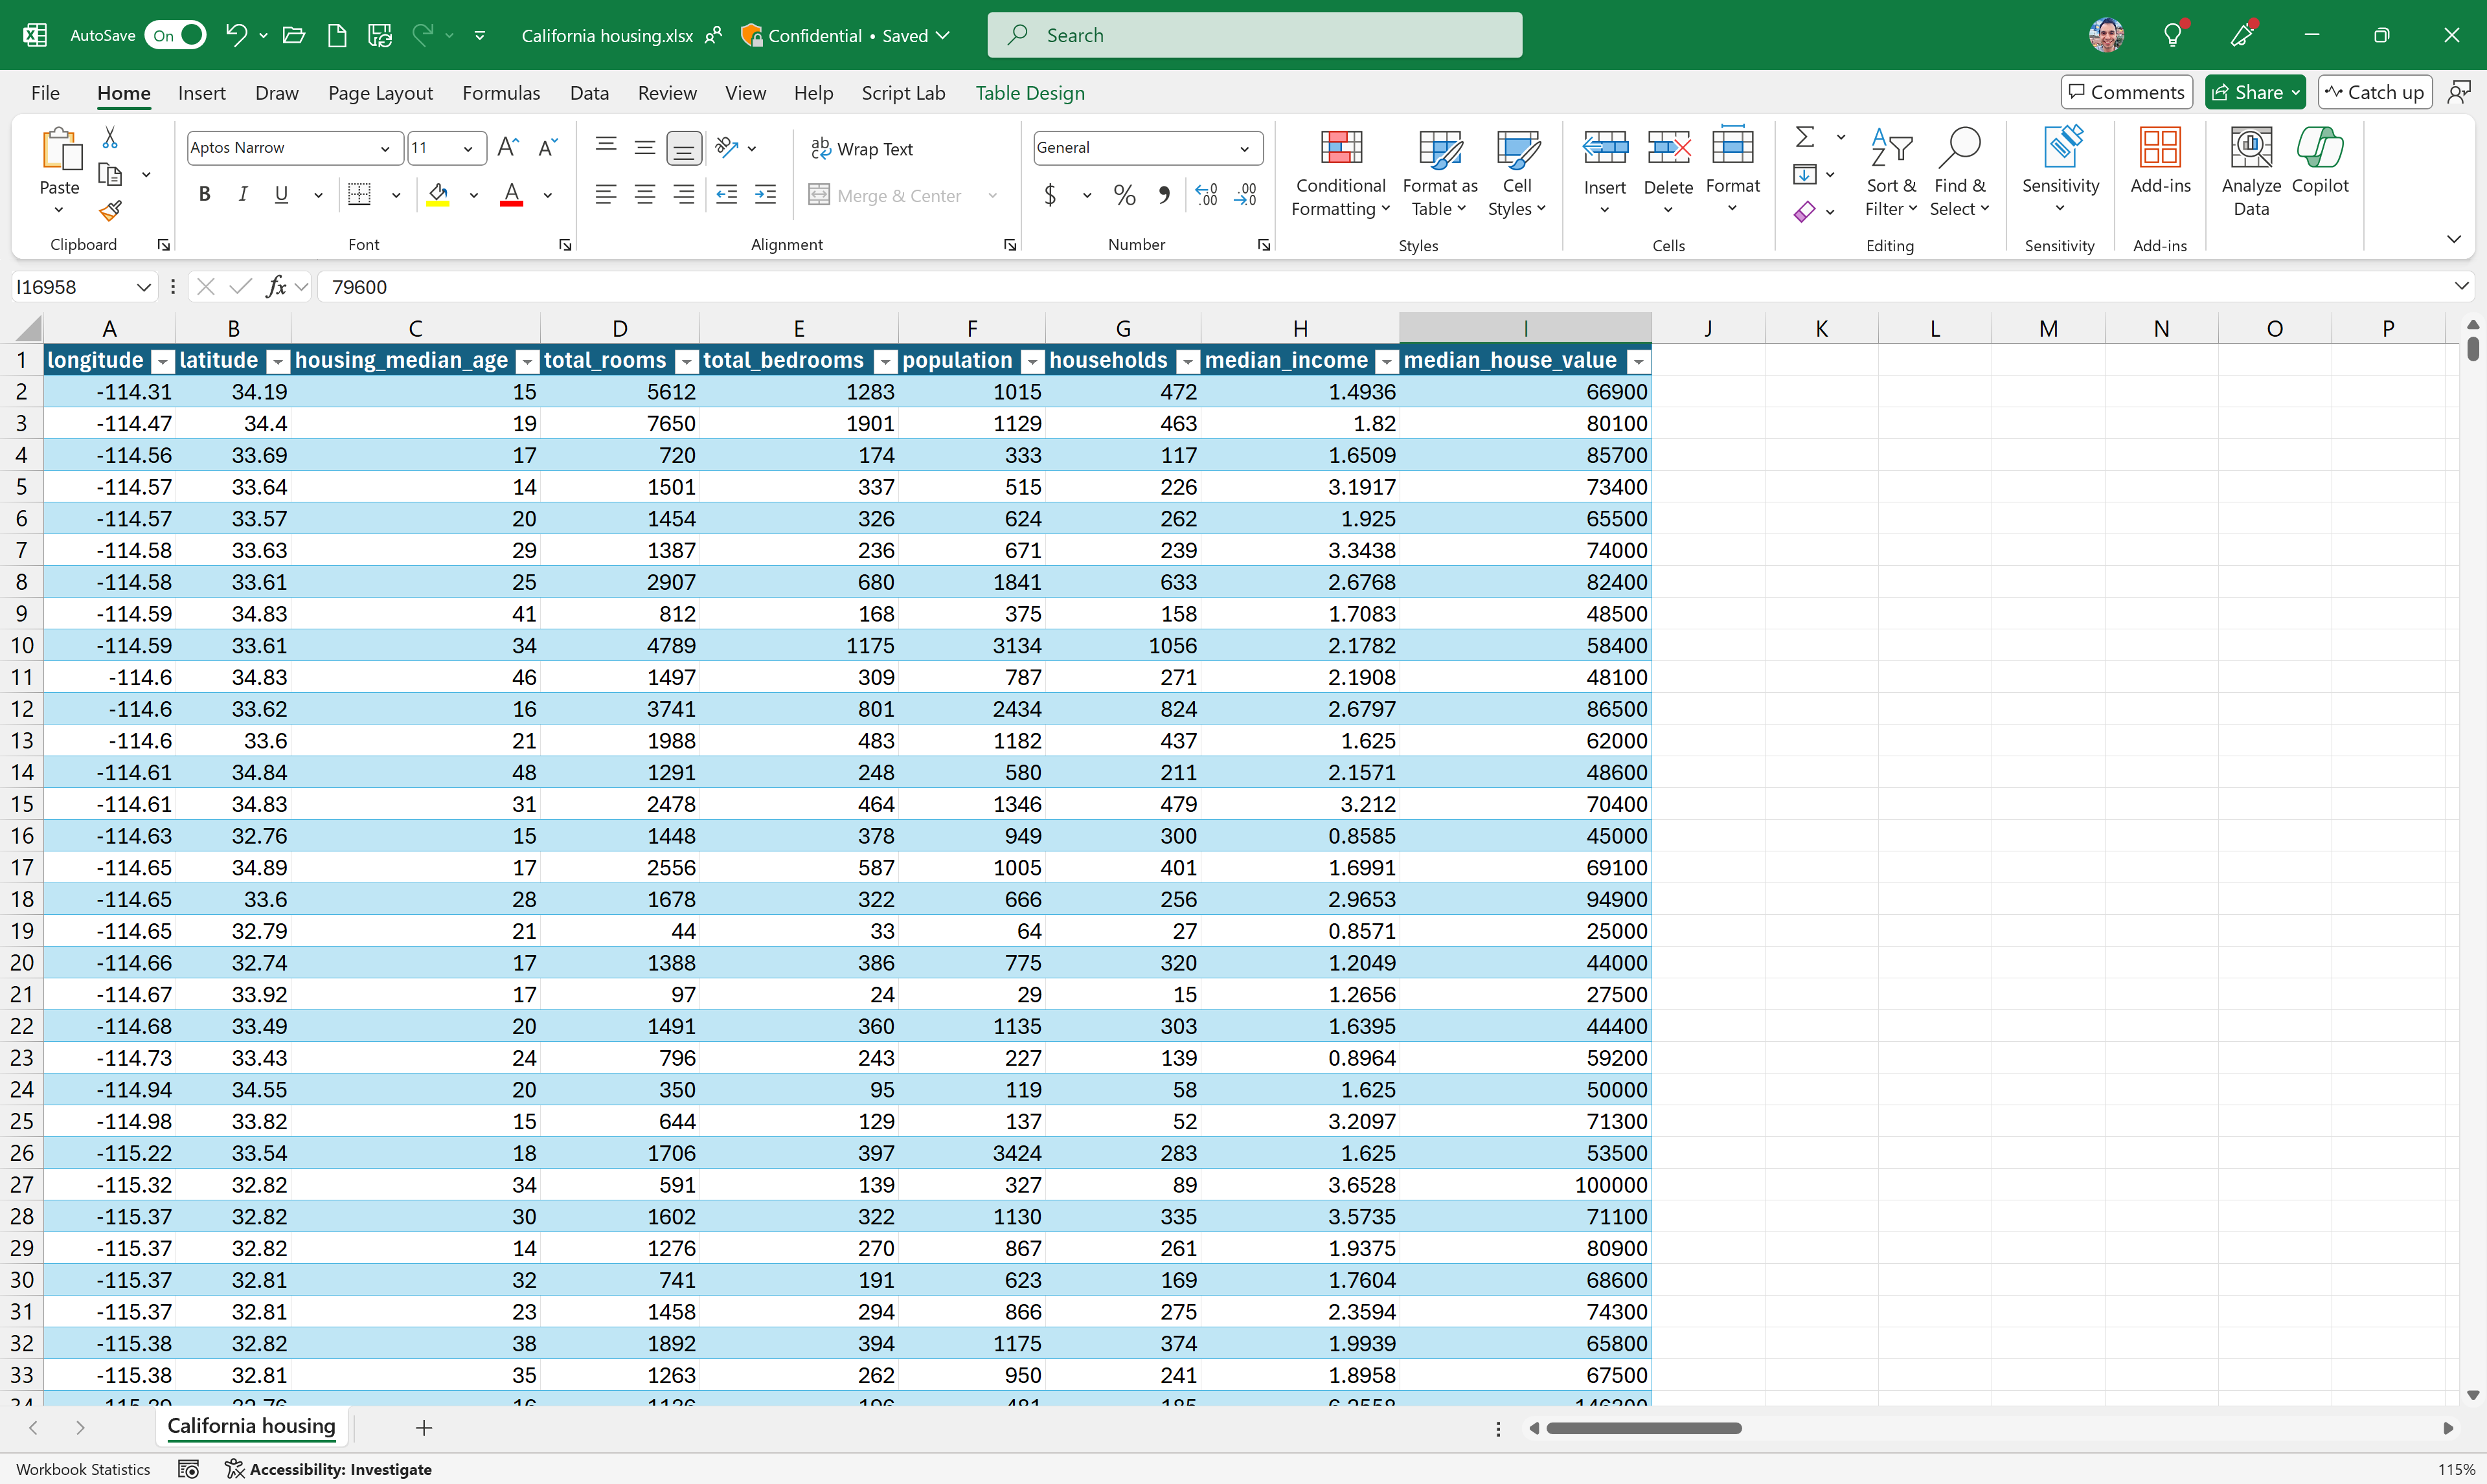 AutoSave On California housing.xlsx Confidential • Saved Search
File Home Insert Draw Page Layout Formulas Data Review View Help Script Lab Table Design Comments Share Catch up
Paste
Clipboard
Aptos Narrow 11
B I U A
Font
Wrap Text
Merge & Center
Alignment
General
$ % 9 .00
Number
Conditional Formatting
Format as Table
Cell Styles
Styles
Insert Delete Format
Cells
Sort & Filter
Find & Select
Editing
Sensitivity
Sensitivity
Add-ins
Add-ins
Analyze Data
Copilot
I16958 fx 79600
A B C D E F G H I J K L M N O P
1 longitude latitude housing_median_age total_rooms total_bedrooms population households median_income median_house_value
2 -114.31 34.19 15 5612 1283 1015 472 1.4936 66900
3 -114.47 34.4 19 7650 1901 1129 463 1.82 80100
4 -114.56 33.69 17 720 174 333 117 1.6509 85700
5 -114.57 33.64 14 1501 337 515 226 3.1917 73400
6 -114.57 33.57 20 1454 326 624 262 1.925 65500
7 -114.58 33.63 29 1387 236 671 239 3.3438 74000
8 -114.58 33.61 25 2907 680 1841 633 2.6768 82400
9 -114.59 34.83 41 812 168 375 158 1.7083 48500
10 -114.59 33.61 34 4789 1175 3134 1056 2.1782 58400
11 -114.6 34.83 46 1497 309 787 271 2.1908 48100
12 -114.6 33.62 16 3741 801 2434 824 2.6797 86500
13 -114.6 33.6 21 1988 483 1182 437 1.625 62000
14 -114.61 34.84 48 1291 248 580 211 2.1571 48600
15 -114.61 34.83 31 2478 464 1346 479 3.212 70400
16 -114.63 32.76 15 1448 378 949 300 0.8585 45000
17 -114.65 34.89 17 2556 587 1005 401 1.6991 69100
18 -114.65 33.6 28 1678 322 666 256 2.9653 94900
19 -114.65 32.79 21 44 33 64 27 0.8571 25000
20 -114.66 32.74 17 1388 386 775 320 1.2049 44000
21 -114.67 33.92 17 97 24 29 15 1.2656 27500
22 -114.68 33.49 20 1491 360 1135 303 1.6395 44400
23 -114.73 33.43 24 796 243 227 139 0.8964 59200
24 -114.94 34.55 20 350 95 119 58 1.625 50000
25 -114.98 33.82 15 644 129 137 52 3.2097 71300
26 -115.22 33.54 18 1706 397 3424 283 1.625 53500
27 -115.32 32.82 34 591 139 327 89 3.6528 100000
28 -115.37 32.82 30 1602 322 1130 335 3.5735 71100
29 -115.37 32.82 14 1276 270 867 261 1.9375 80900
30 -115.37 32.81 32 741 191 623 169 1.7604 68600
31 -115.37 32.81 23 1458 294 866 275 2.3594 74300
32 -115.38 32.82 38 1892 394 1175 374 1.9939 65800
33 -115.38 32.81 35 1263 262 950 241 1.8958 67500
California housing
Workbook Statistics Accessibility: Investigate 115%